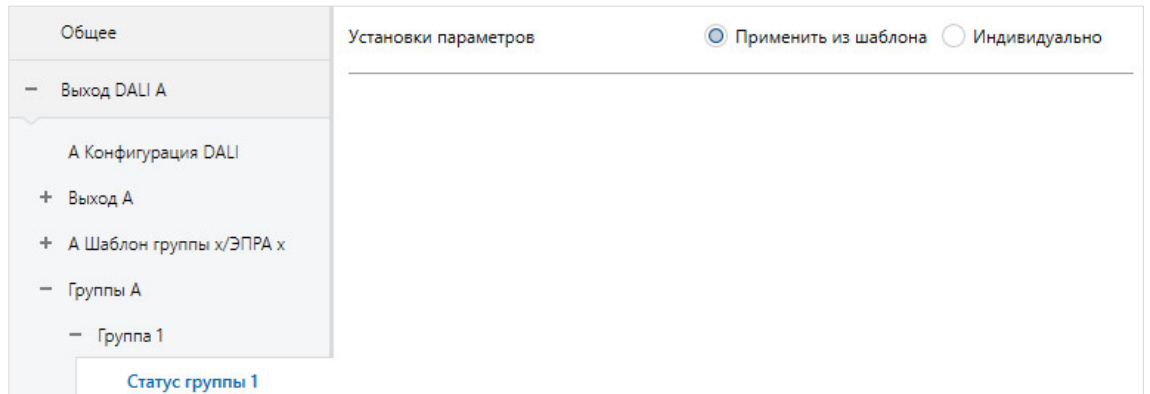 Общее
Установки параметров Применить из шаблона Индивидуально
Выход DALI A
A Конфигурация DALI
Выход A
A Шаблон группы x/ЭПРА x
Группы A
Группа 1
Статус группы 1